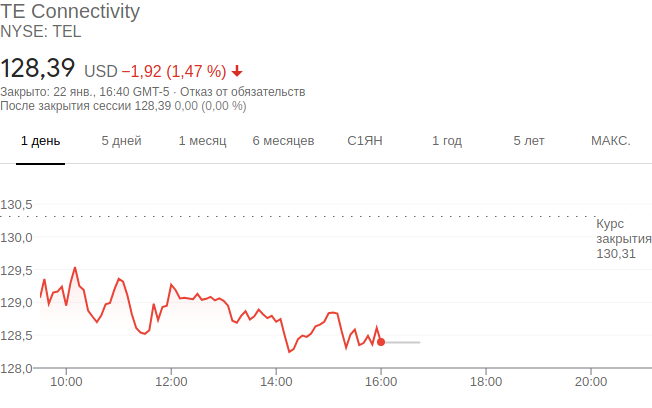 TE Connectivity
NYSE: TEL
128,39 USD −1,92 (1,47 %)
Закрыто: 22 янв., 16:40 GMT-5 · Отказ от обязательств
После закрытия сессии 128,39 0,00 (0,00 %)
1 день 5 дней 1 месяц 6 месяцев С1ЯН 1 год 5 лет МАКС.
130,5
Курс
закрытия
130,31
130,0
129,5
129,0
128,5
128,0
10:00 12:00 14:00 16:00 18:00 20:00